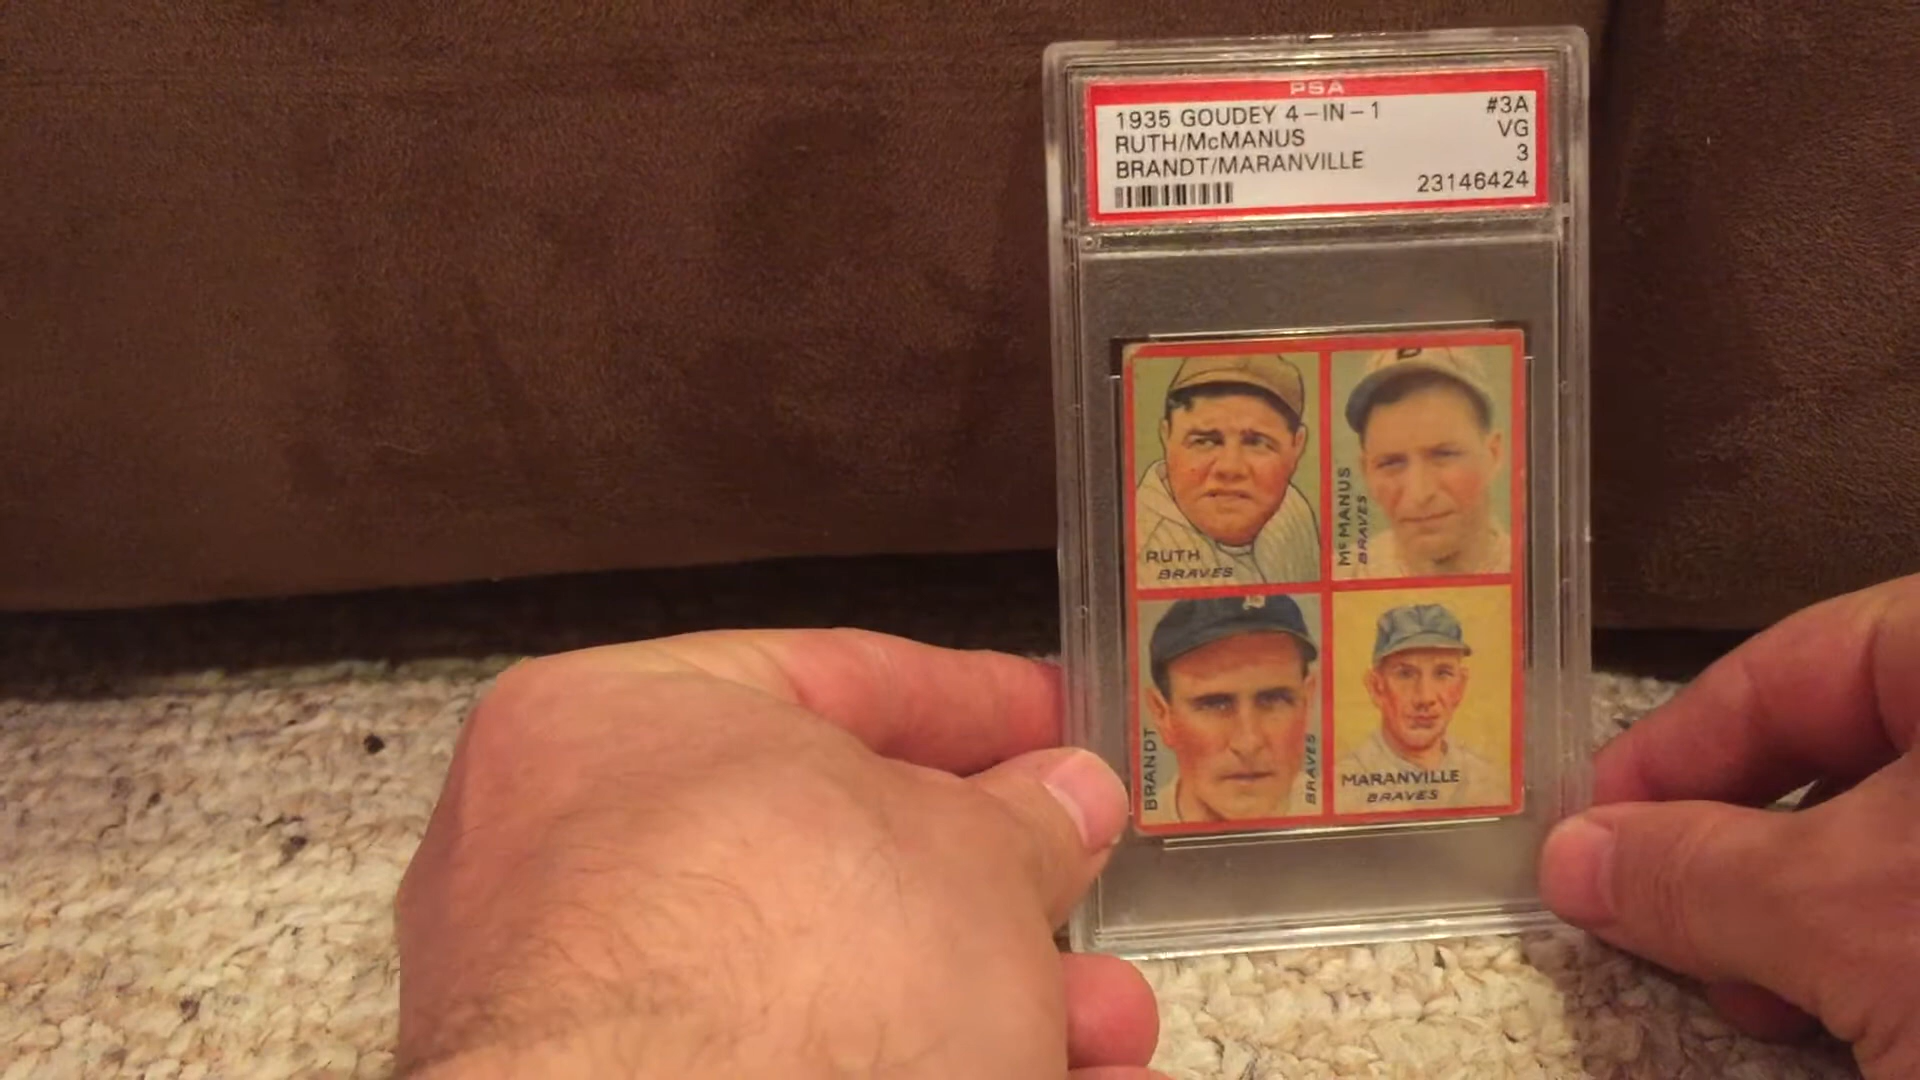 PSA
1935 GOUDEY 4-IN-1 #3A
RUTH/McMANUS VG
BRANDT/MARANVILLE 3
23146424
RUTH
BRAVES
McMANUS
BRAVES
B
BRANDT
BRAVES
B
MARANVILLE
BRAVES